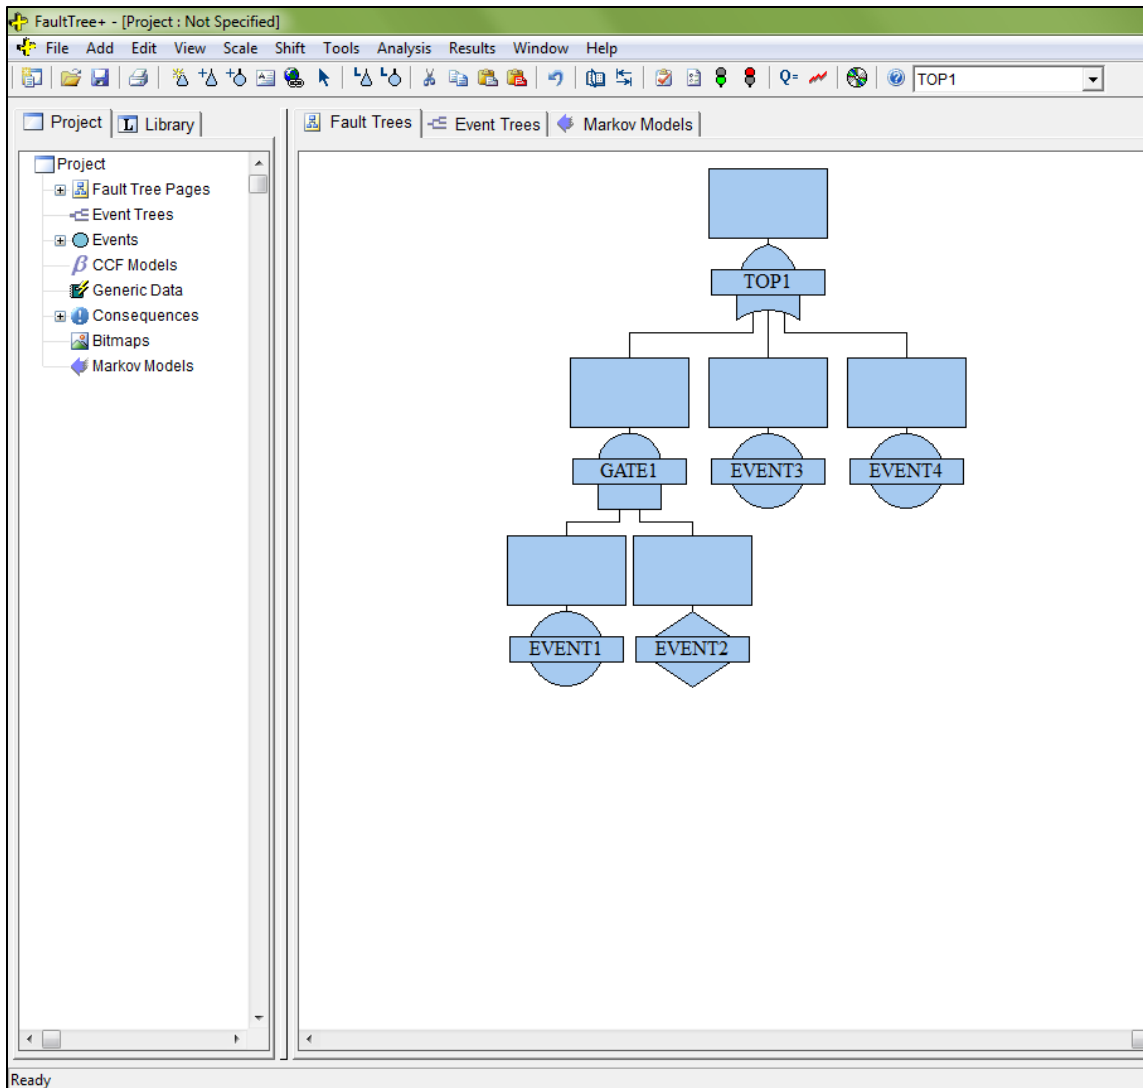 FaultTree+ - [Project : Not Specified]
File Add Edit View Scale Shift Tools Analysis Results Window Help
Q= TOP1
Project L Library
Fault Trees Event Trees Markov Models
Project
Fault Tree Pages
Event Trees
Events
β CCF Models
Generic Data
Consequences
Bitmaps
Markov Models
TOP1
GATE1 EVENT3 EVENT4
EVENT1 EVENT2
Ready